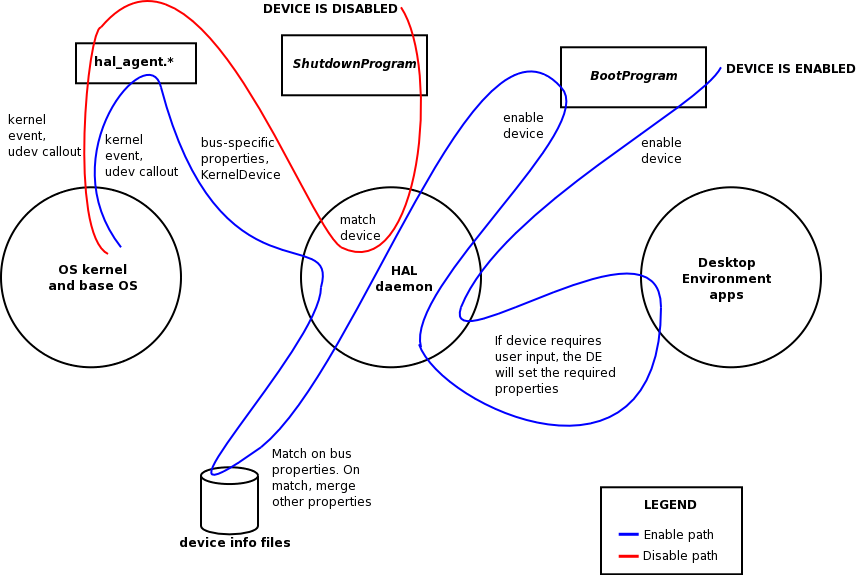 DEVICE IS DISABLED
hal_agent.*
ShutdownProgram
BootProgram
DEVICE IS ENABLED
kernel
event,
udev callout
kernel
event,
udev callout
bus-specific
properties,
KernelDevice
enable
device
enable
device
match
device
OS kernel
and base OS
HAL
daemon
Desktop
Environment
apps
If device requires
user input, the DE
will set the required
properties
Match on bus
properties. On
match, merge
other properties
device info files
LEGEND
Enable path
Disable path